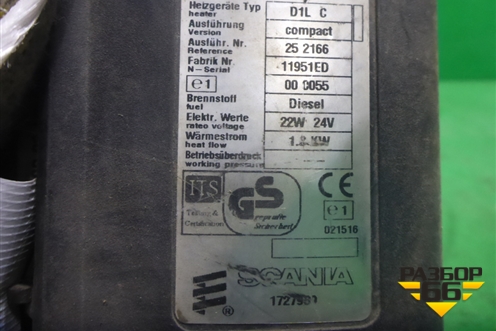 Heizgeräte Typ D1L C
heater
Ausführung compact
Version
Ausführ. Nr. 25 2166
Reference
Fabrik Nr. 11951ED
N-Serial
e1 00 0055
Brennstoff Diesel
fuel
Elektr. Werte 22W 24V
rated voltage
Wärmestrom 1.8 KW
heat flow
Betriebsüberdruck
working pressure
GS
geprüfte
Sicherheit
CE
e1
021516
SCANIA
®
РАЗБОР
66